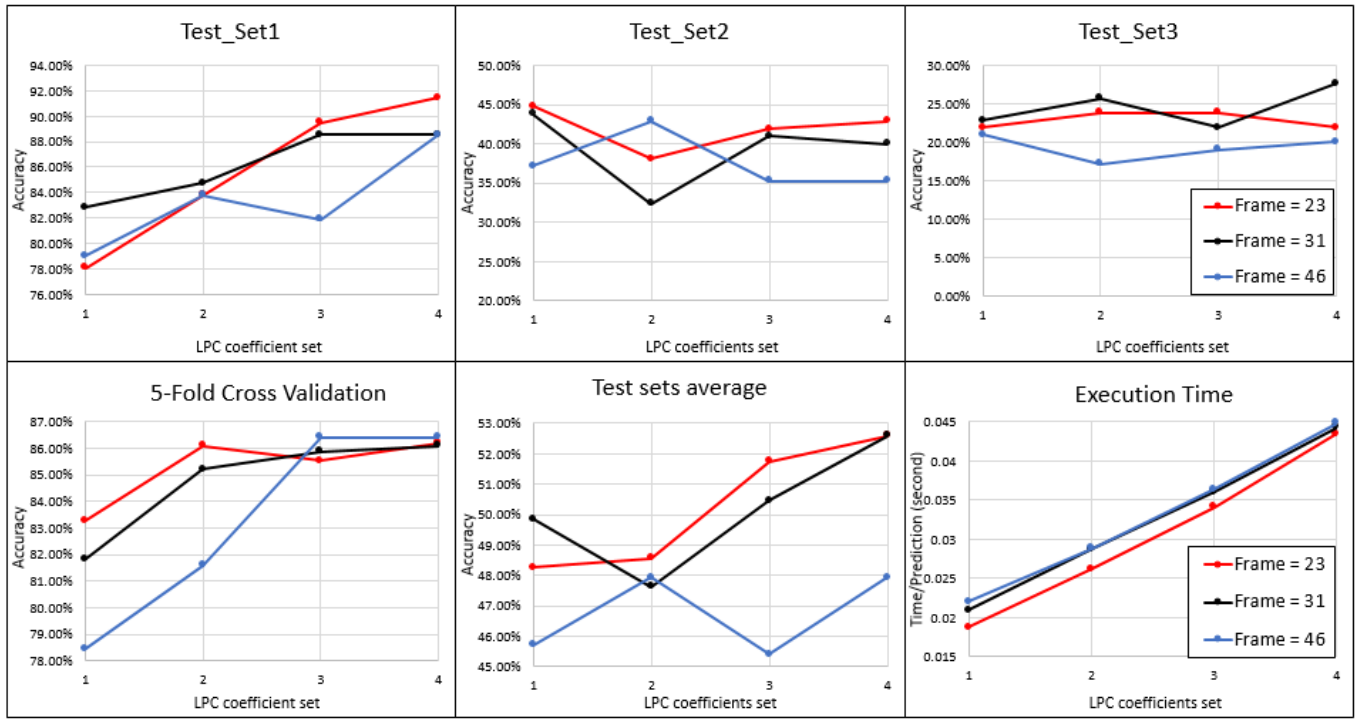 Test_Set1
94.00%
92.00%
90.00%
88.00%
86.00%
84.00%
82.00%
80.00%
78.00%
76.00%
Accuracy
1 2 3 4
LPC coefficient set
Test_Set2
50.00%
45.00%
40.00%
35.00%
30.00%
25.00%
20.00%
Accuracy
1 2 3 4
LPC coefficients set
Test_Set3
30.00%
25.00%
20.00%
15.00%
10.00%
5.00%
0.00%
Accuracy
1 2 3 4
LPC coefficients set
Frame = 23
Frame = 31
Frame = 46
5-Fold Cross Validation
87.00%
86.00%
85.00%
84.00%
83.00%
82.00%
81.00%
80.00%
79.00%
78.00%
Accuracy
1 2 3 4
LPC coefficients set
Test sets average
53.00%
52.00%
51.00%
50.00%
49.00%
48.00%
47.00%
46.00%
45.00%
Accuracy
1 2 3 4
LPC coefficients set
Execution Time
0.045
0.04
0.035
0.03
0.025
0.02
0.015
Time/Prediction (second)
1 2 3 4
LPC coefficients set
Frame = 23
Frame = 31
Frame = 46